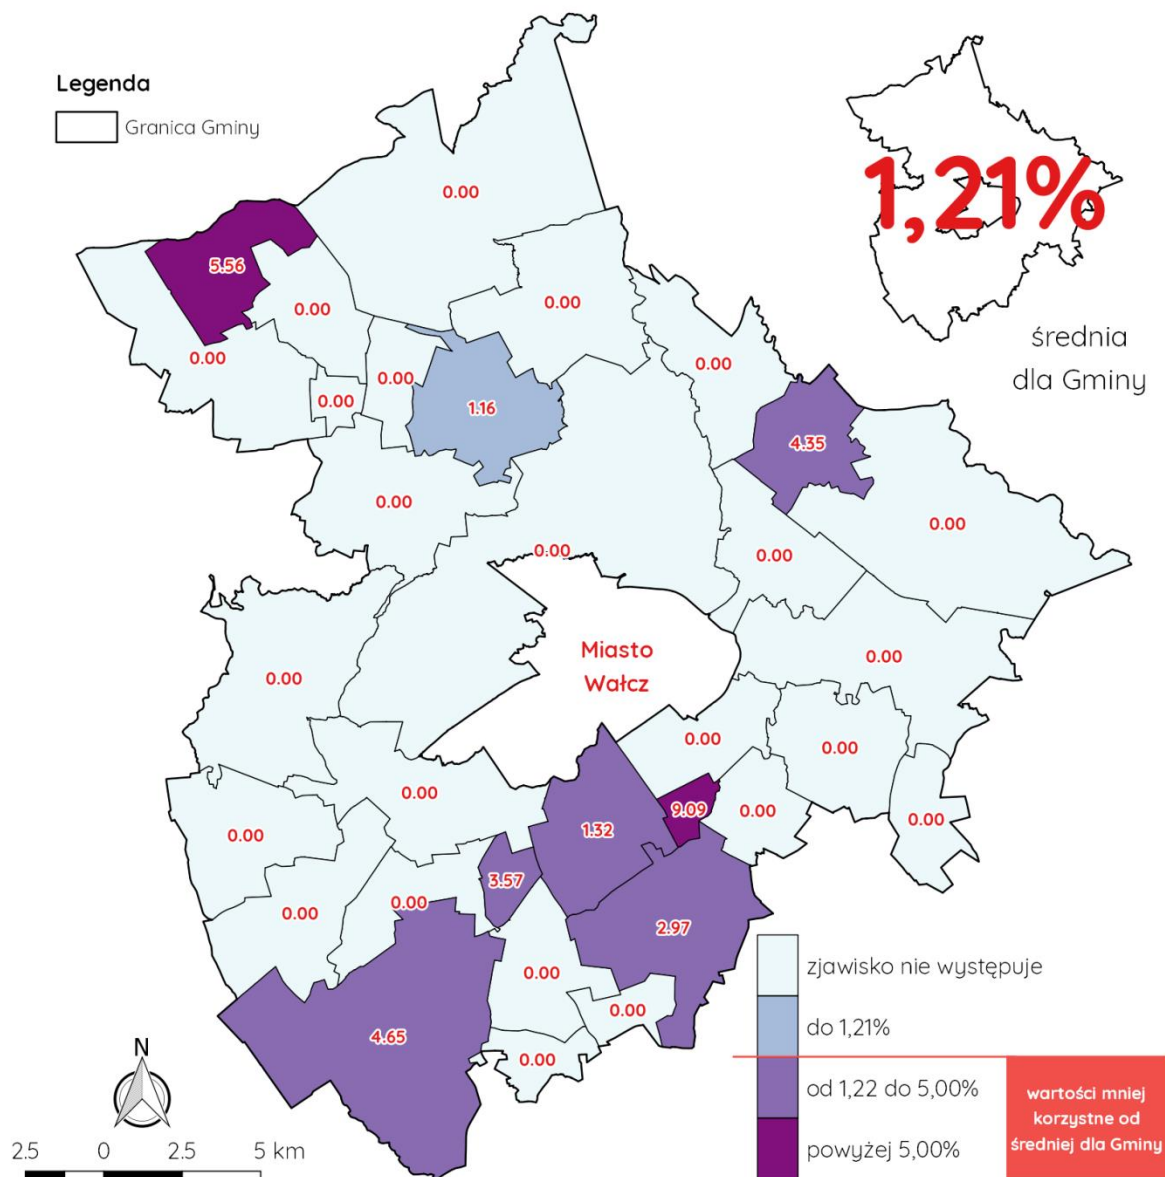 Legenda
Granica Gminy
1,21%
średnia
dla Gminy
0.00
5.56
0.00
0.00
0.00
0.00
0.00
0.00
1.16
0.00
4.35
0.00
0.00
0.00
0.00
Miasto
Wałcz
0.00
0.00
0.00
0.00
0.00
9.09
0.00
0.00
1.32
0.00
3.57
0.00
0.00
2.97
0.00
0.00
4.65
0.00
zjawisko nie występuje
do 1,21%
od 1,22 do 5,00%
powyżej 5,00%
wartości mniej
korzystne od
średniej dla Gminy
N
2.5 0 2.5 5 km